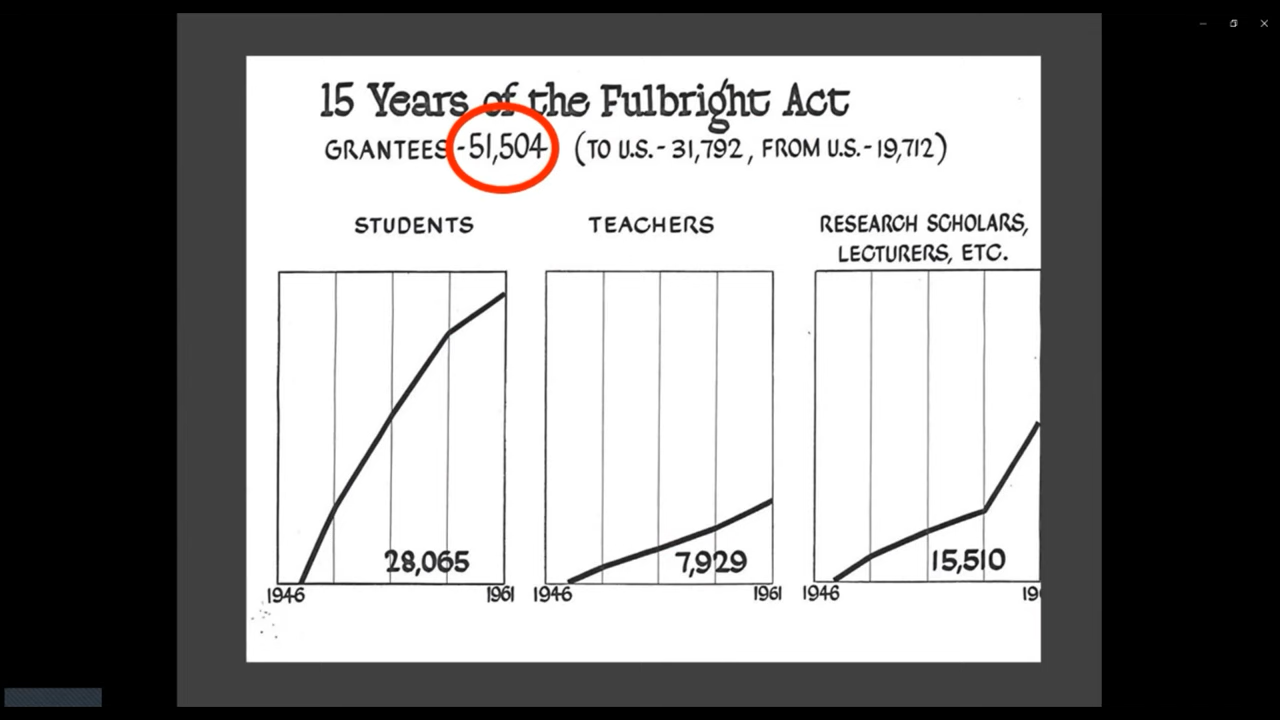 15 Years of the Fulbright Act
GRANTEES - 51,504 (TO U.S. - 31,792, FROM U.S. - 19,712)
STUDENTS
TEACHERS
RESEARCH SCHOLARS,
LECTURERS, ETC.
28,065
7,929
15,510
1946 1961
1946 1961
1946 19